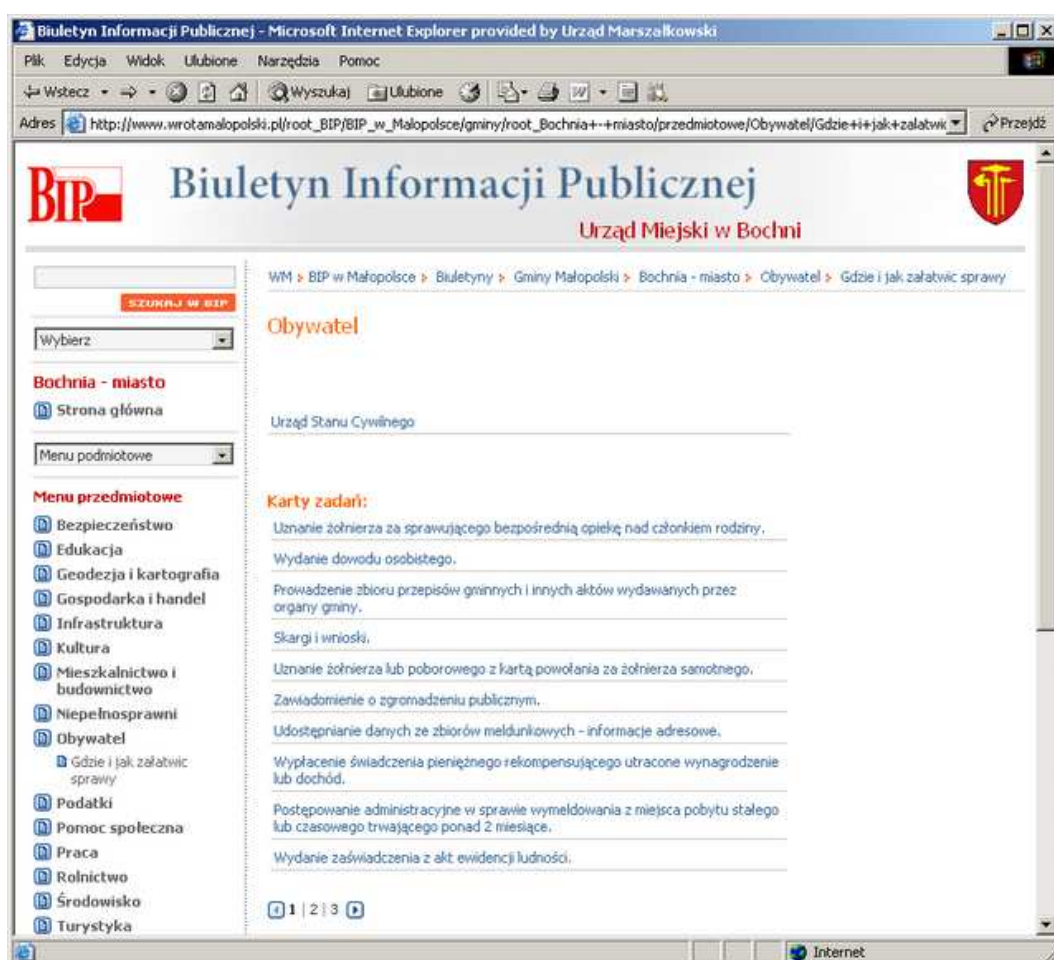 Biuletyn Informacji Publicznej - Microsoft Internet Explorer provided by Urząd Marszałkowski
Plik Edycja Widok Ulubione Narzędzia Pomoc
Wstecz Wyszukaj Ulubione
Adres http://www.wrotamalopolski.pl/root_BIP/BIP_w_Malopolsce/gminy/root_Bochnia+-+miasto/przedmiotowe/Obywatel/Gdzie+i+jak+zalatwic Przejdź
BIP
Biuletyn Informacji Publicznej
Urząd Miejski w Bochni
SZUKAJ W BIP
Wybierz
Bochnia - miasto
Strona główna
Menu podmiotowe
Menu przedmiotowe
Bezpieczeństwo
Edukacja
Geodezja i kartografia
Gospodarka i handel
Infrastruktura
Kultura
Mieszkalnictwo i
budownictwo
Niepełnosprawni
Obywatel
Gdzie i jak załatwic
sprawy
Podatki
Pomoc społeczna
Praca
Rolnictwo
Środowisko
Turystyka
WM > BIP w Małopolsce > Biuletyny > Gminy Małopolski > Bochnia - miasto > Obywatel > Gdzie i jak załatwic sprawy
Obywatel
Urząd Stanu Cywilnego
Karty zadań:
Uznanie żołnierza za sprawującego bezpośrednią opiekę nad członkiem rodziny.
Wydanie dowodu osobistego.
Prowadzenie zbioru przepisów gminnych i innych aktów wydawanych przez
organy gminy.
Skargi i wnioski.
Uznanie żołnierza lub poborowego z kartą powołania za żołnierza samotnego.
Zawiadomienie o zgromadzeniu publicznym.
Udostępnianie danych ze zbiorów meldunkowych - informacje adresowe.
Wypłacenie świadczenia pieniężnego rekompensującego utracone wynagrodzenie
lub dochód.
Postępowanie administracyjne w sprawie wymeldowania z miejsca pobytu stałego
lub czasowego trwającego ponad 2 miesiące.
Wydanie zaświadczenia z akt ewidencji ludności.
1 | 2 | 3
Internet